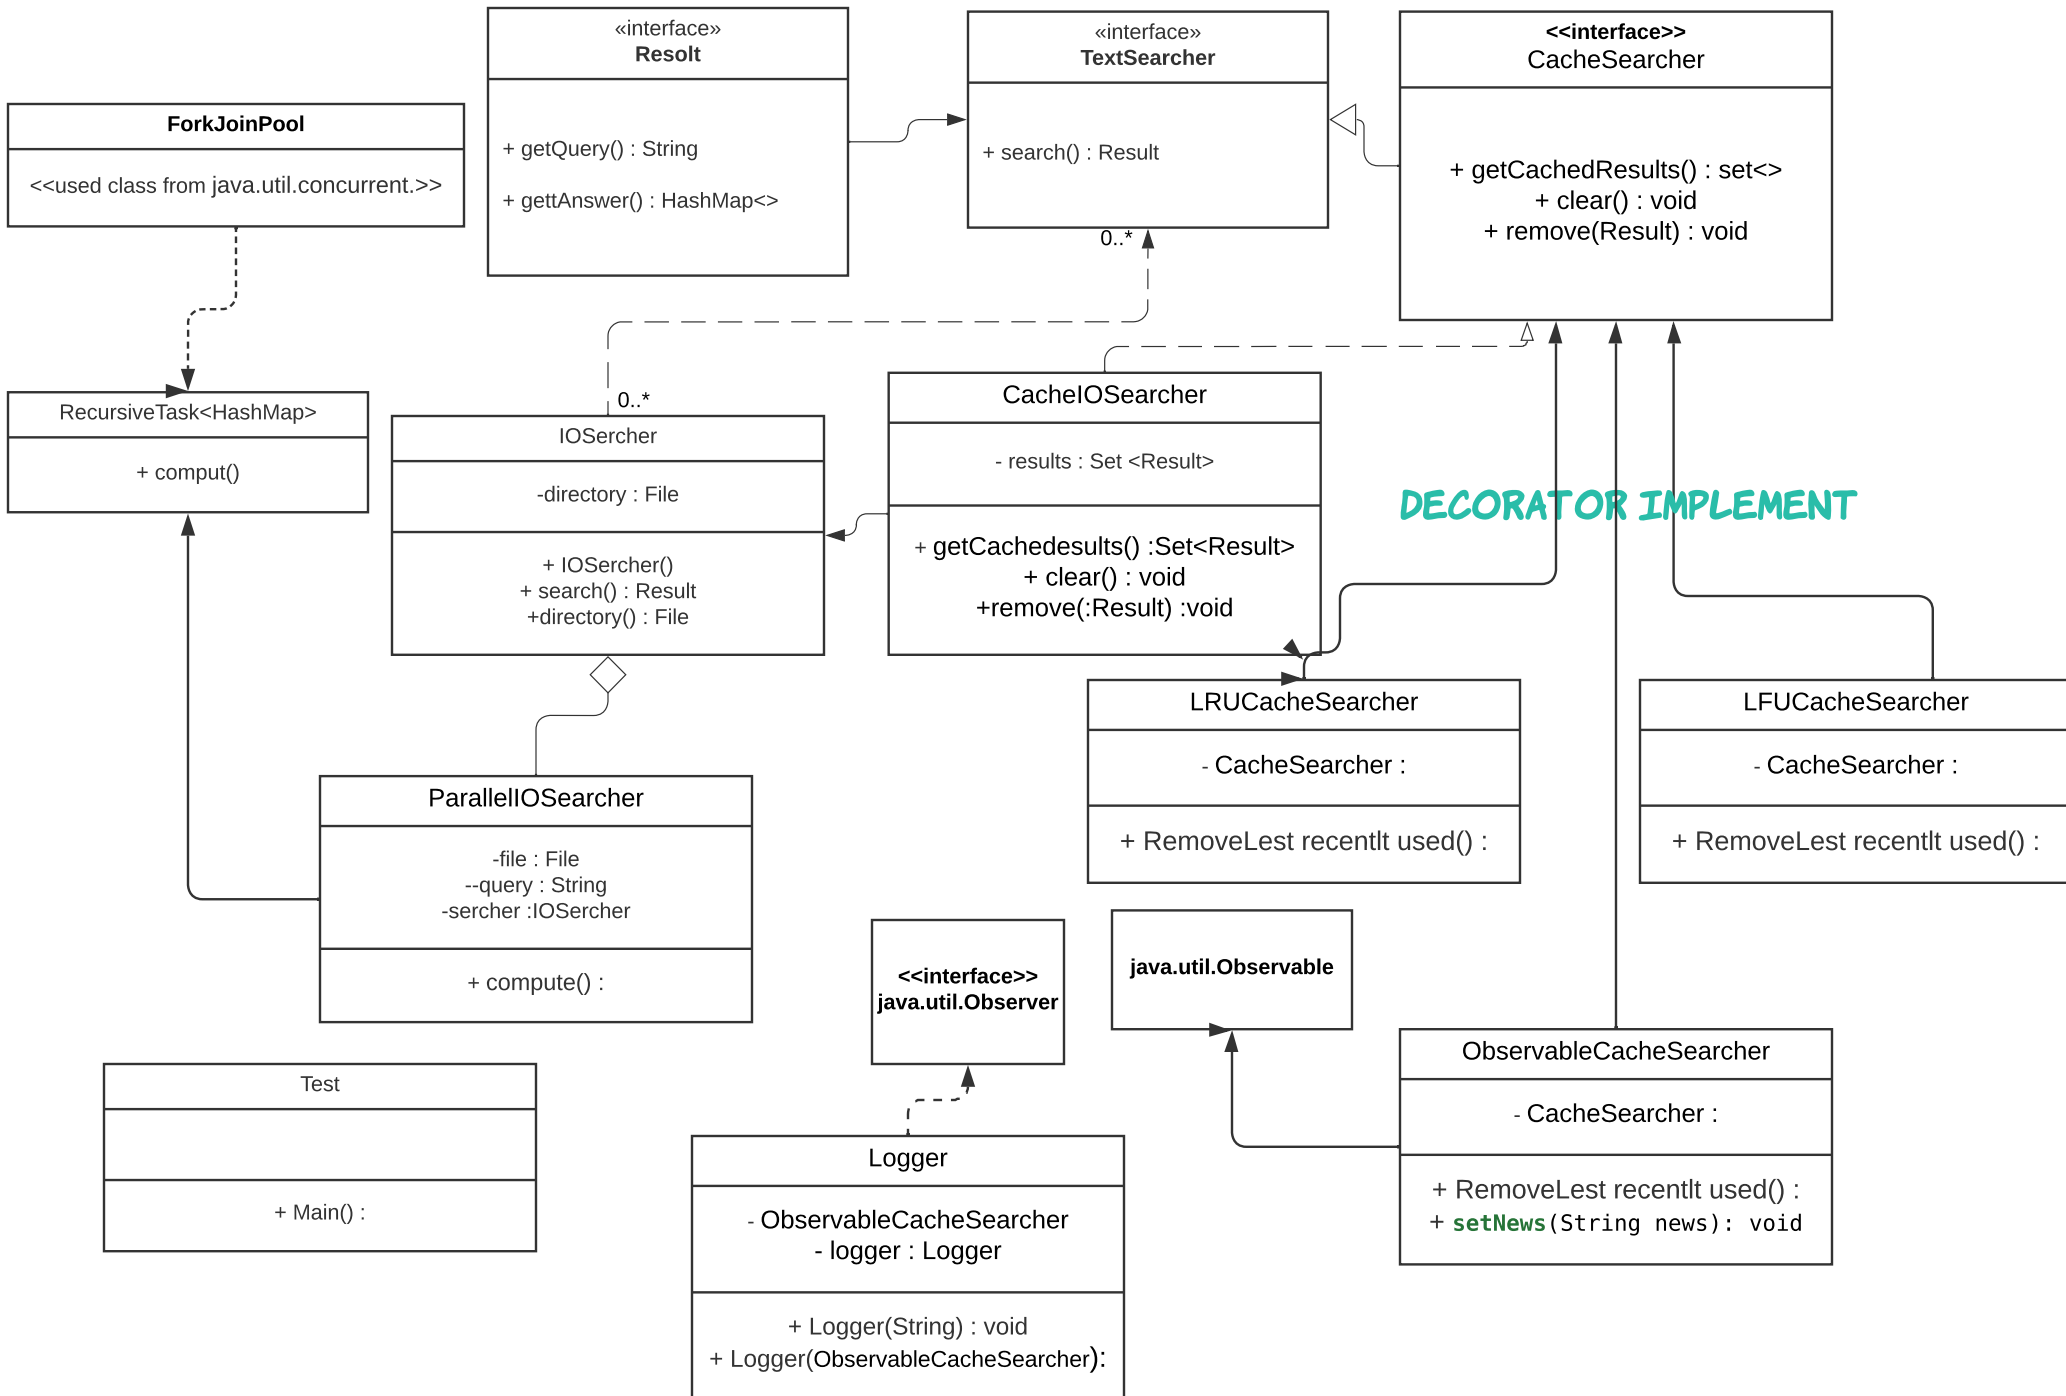 «interface»
Resolt
+ getQuery() : String
+ gettAnswer() : HashMap<>
«interface»
TextSearcher
+ search() : Result
0..*
<<interface>>
CacheSearcher
+ getCachedResults() : set<>
+ clear() : void
+ remove(Result) : void
ForkJoinPool
<<used class from java.util.concurrent.>>
RecursiveTask<HashMap>
+ comput()
0..*
IOSercher
-directory : File
+ IOSercher()
+ search() : Result
+directory() : File
CacheIOSearcher
- results : Set <Result>
+ getCachedesults() :Set<Result>
+ clear() : void
+remove(:Result) :void
DECORATOR IMPLEMENT
LRUCacheSearcher
- CacheSearcher :
+ RemoveLest recentlt used() :
LFUCacheSearcher
- CacheSearcher :
+ RemoveLest recentlt used() :
ParallelIOSearcher
-file : File
--query : String
-sercher :IOSercher
+ compute() :
<<interface>>
java.util.Observer
java.util.Observable
ObservableCacheSearcher
- CacheSearcher :
+ RemoveLest recentlt used() :
+ setNews(String news): void
Test
+ Main() :
Logger
- ObservableCacheSearcher
- logger : Logger
+ Logger(String) : void
+ Logger(ObservableCacheSearcher):